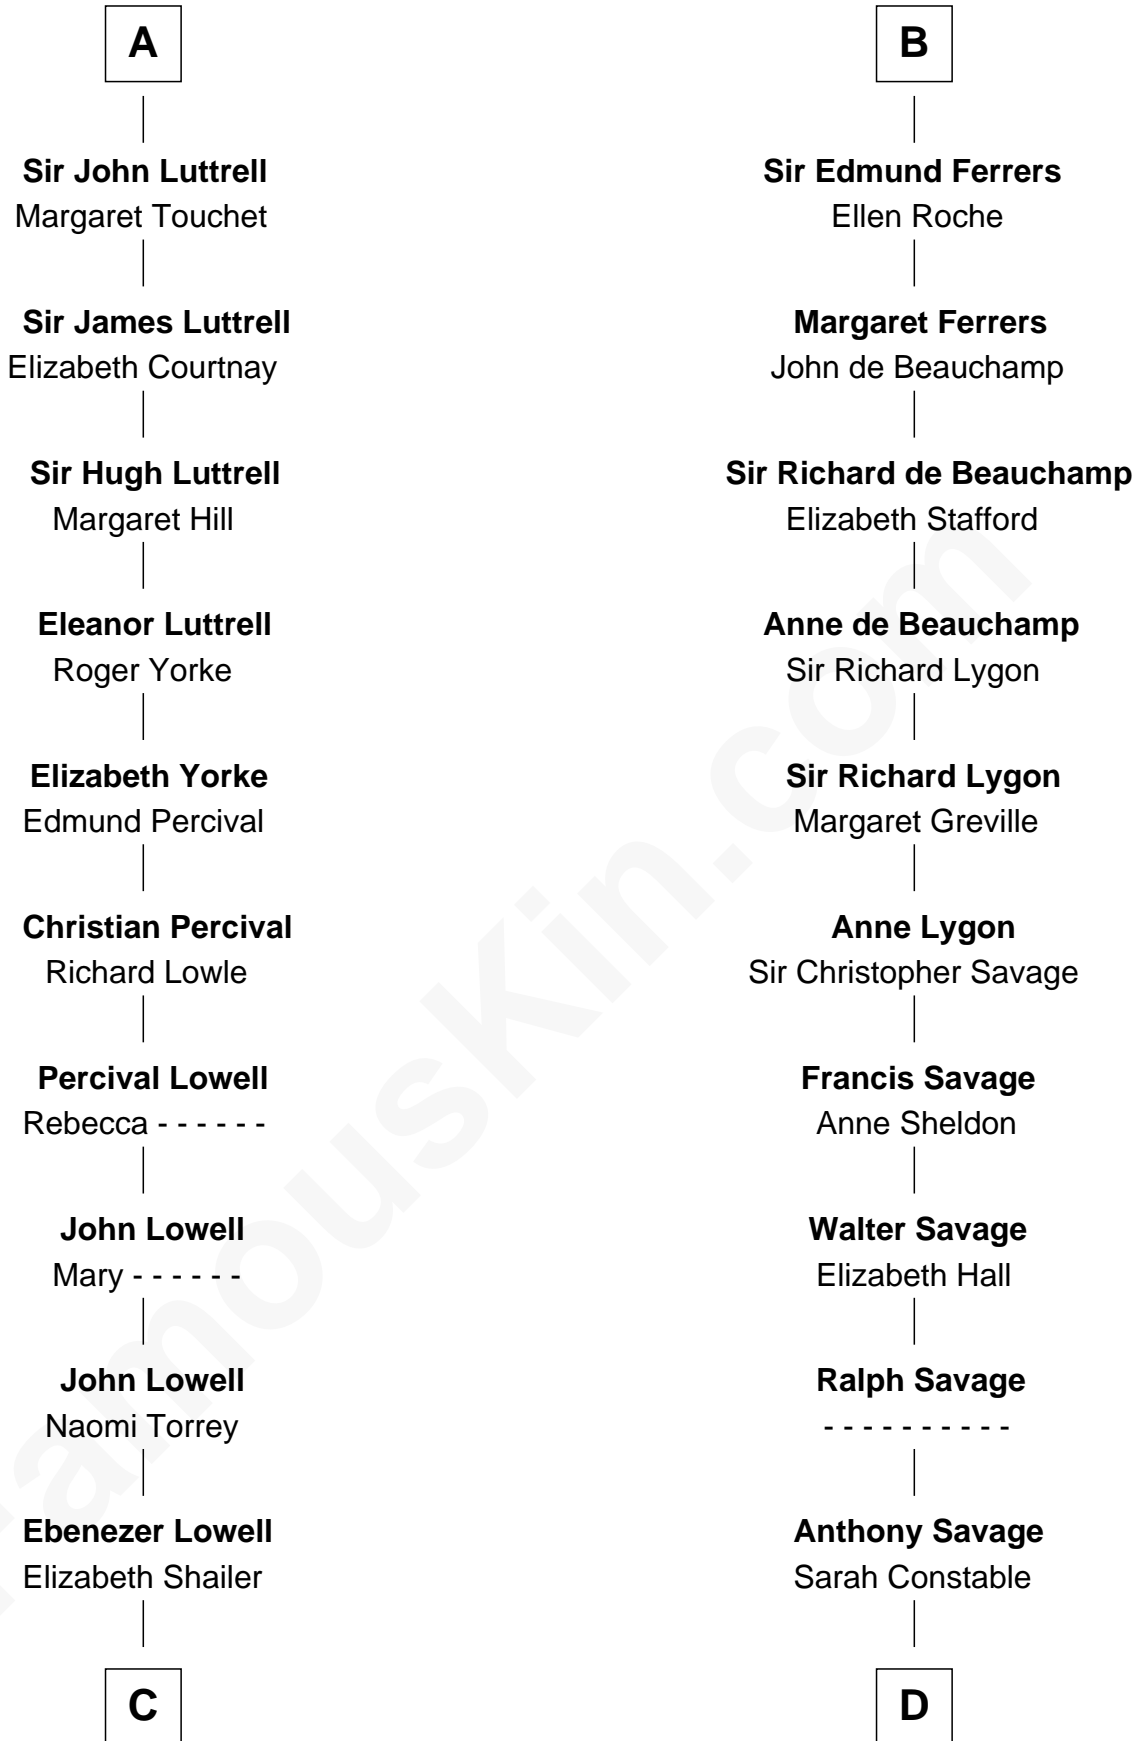 A
Sir John Luttrell
Margaret Touchet
Sir James Luttrell
Elizabeth Courtnay
Sir Hugh Luttrell
Margaret Hill
Eleanor Luttrell
Roger Yorke
Elizabeth Yorke
Edmund Percival
Christian Percival
Richard Lowle
Percival Lowell
Rebecca - - - - - -
John Lowell
Mary - - - - - -
John Lowell
Naomi Torrey
Ebenezer Lowell
Elizabeth Shailer
C
B
Sir Edmund Ferrers
Ellen Roche
Margaret Ferrers
John de Beauchamp
Sir Richard de Beauchamp
Elizabeth Stafford
Anne de Beauchamp
Sir Richard Lygon
Sir Richard Lygon
Margaret Greville
Anne Lygon
Sir Christopher Savage
Francis Savage
Anne Sheldon
Walter Savage
Elizabeth Hall
Ralph Savage
- - - - - - - - - -
Anthony Savage
Sarah Constable
D
FamousKin.com